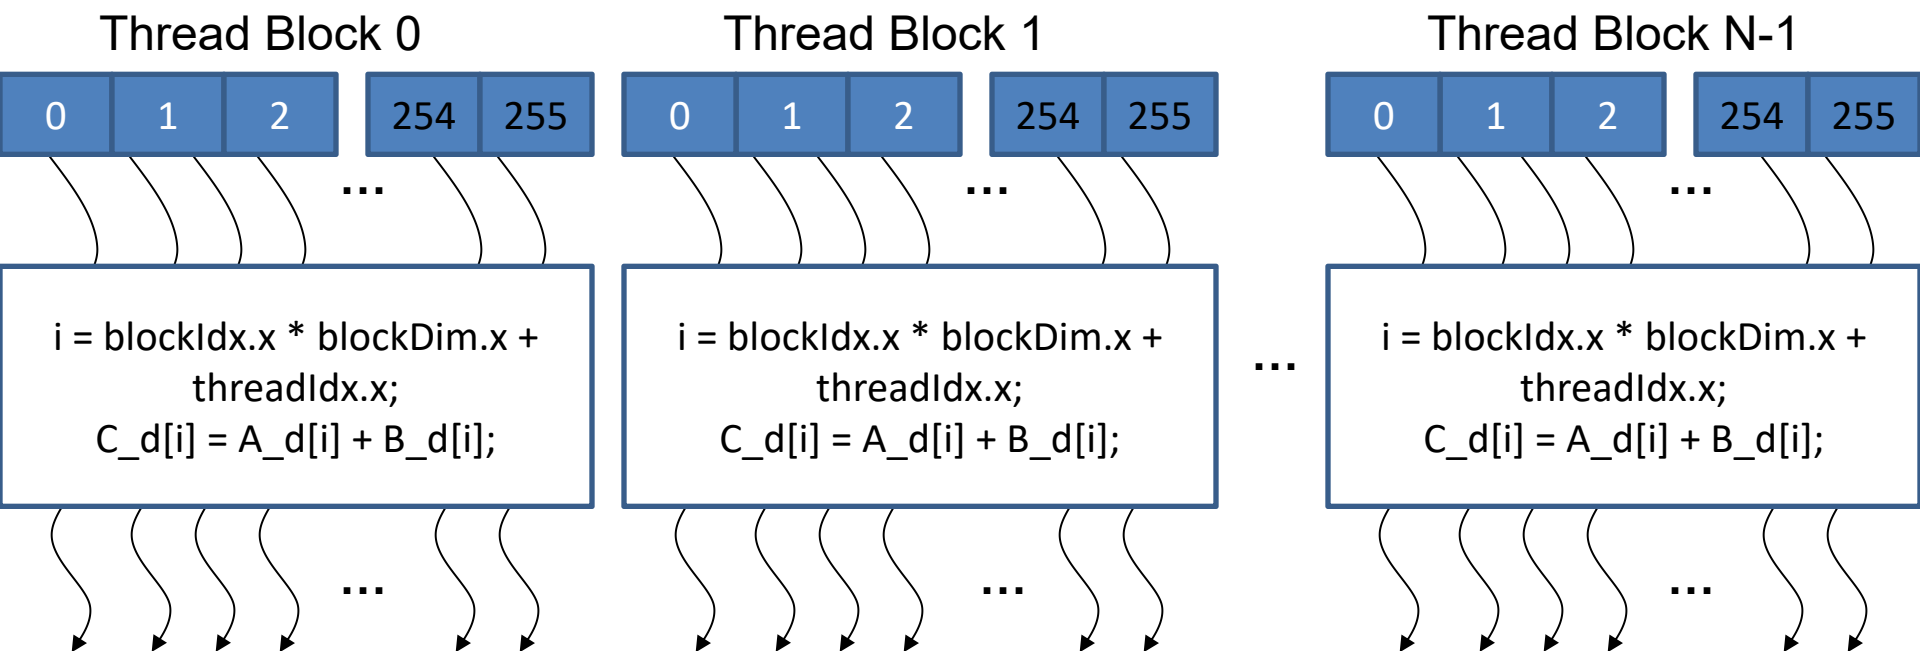 Thread Block 0
0 1 2 254 255
...
i = blockIdx.x * blockDim.x +
threadIdx.x;
C_d[i] = A_d[i] + B_d[i];
...
Thread Block 1
0 1 2 254 255
...
i = blockIdx.x * blockDim.x +
threadIdx.x;
C_d[i] = A_d[i] + B_d[i];
...
...
Thread Block N-1
0 1 2 254 255
...
i = blockIdx.x * blockDim.x +
threadIdx.x;
C_d[i] = A_d[i] + B_d[i];
...